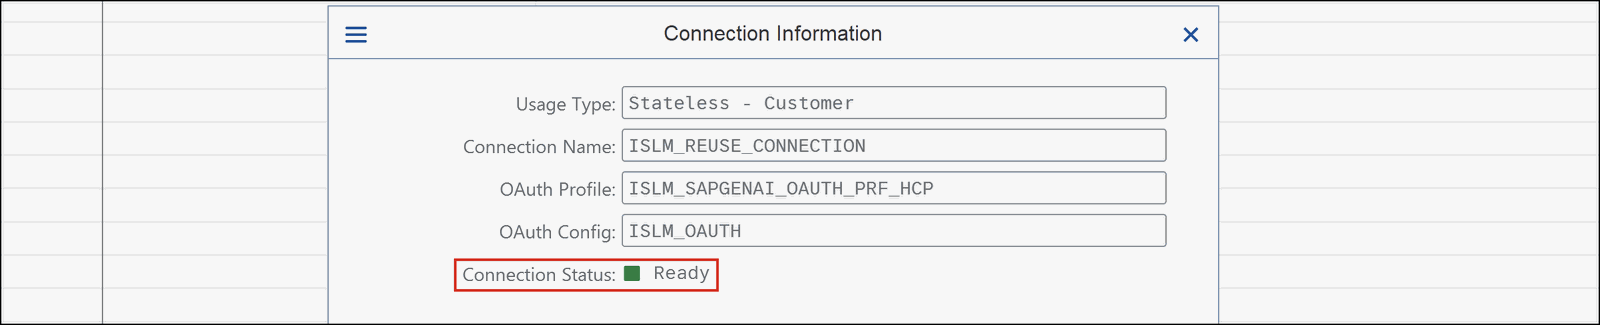 Connection Information
Usage Type: Stateless - Customer
Connection Name: ISLM_REUSE_CONNECTION
OAuth Profile: ISLM_SAPGENAI_OAUTH_PRF_HCP
OAuth Config: ISLM_OAUTH
Connection Status: Ready